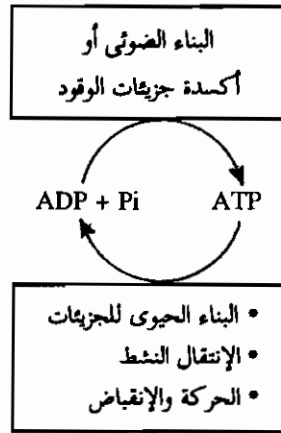 البناء الضوئى أو
أكسدة جزيئات الوقود
ADP + Pi ATP
• البناء الحيوى للجزيئات
• الإنتقال النشط
• الحركة والإنقباض